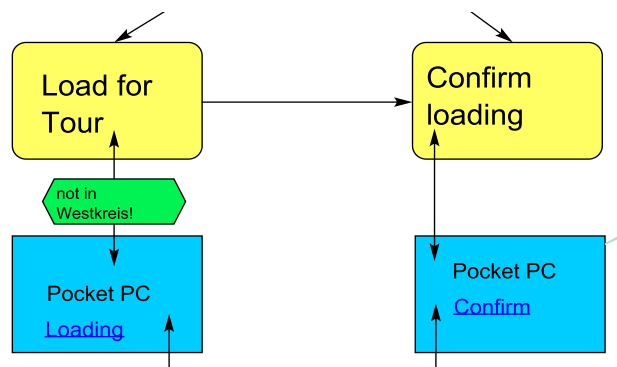 Load for
Tour
Confirm
loading
not in
Westkreis!
Pocket PC
Loading
Pocket PC
Confirm